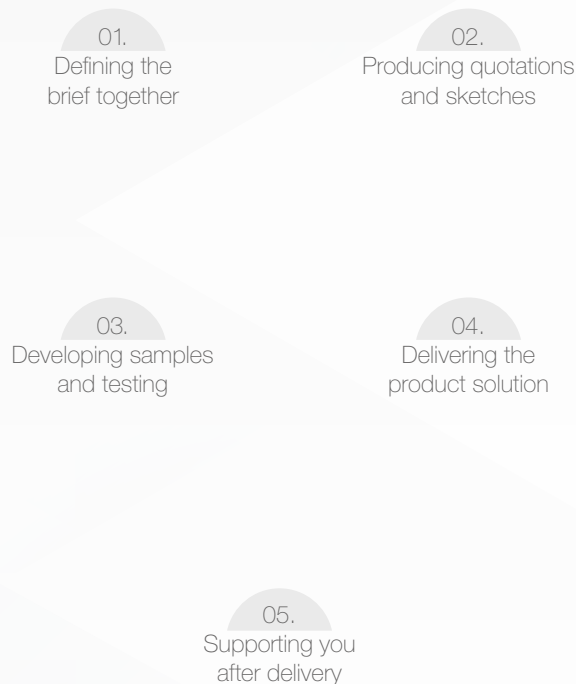 01.
Defining the
brief together
02.
Producing quotations
and sketches
03.
Developing samples
and testing
04.
Delivering the
product solution
05.
Supporting you
after delivery